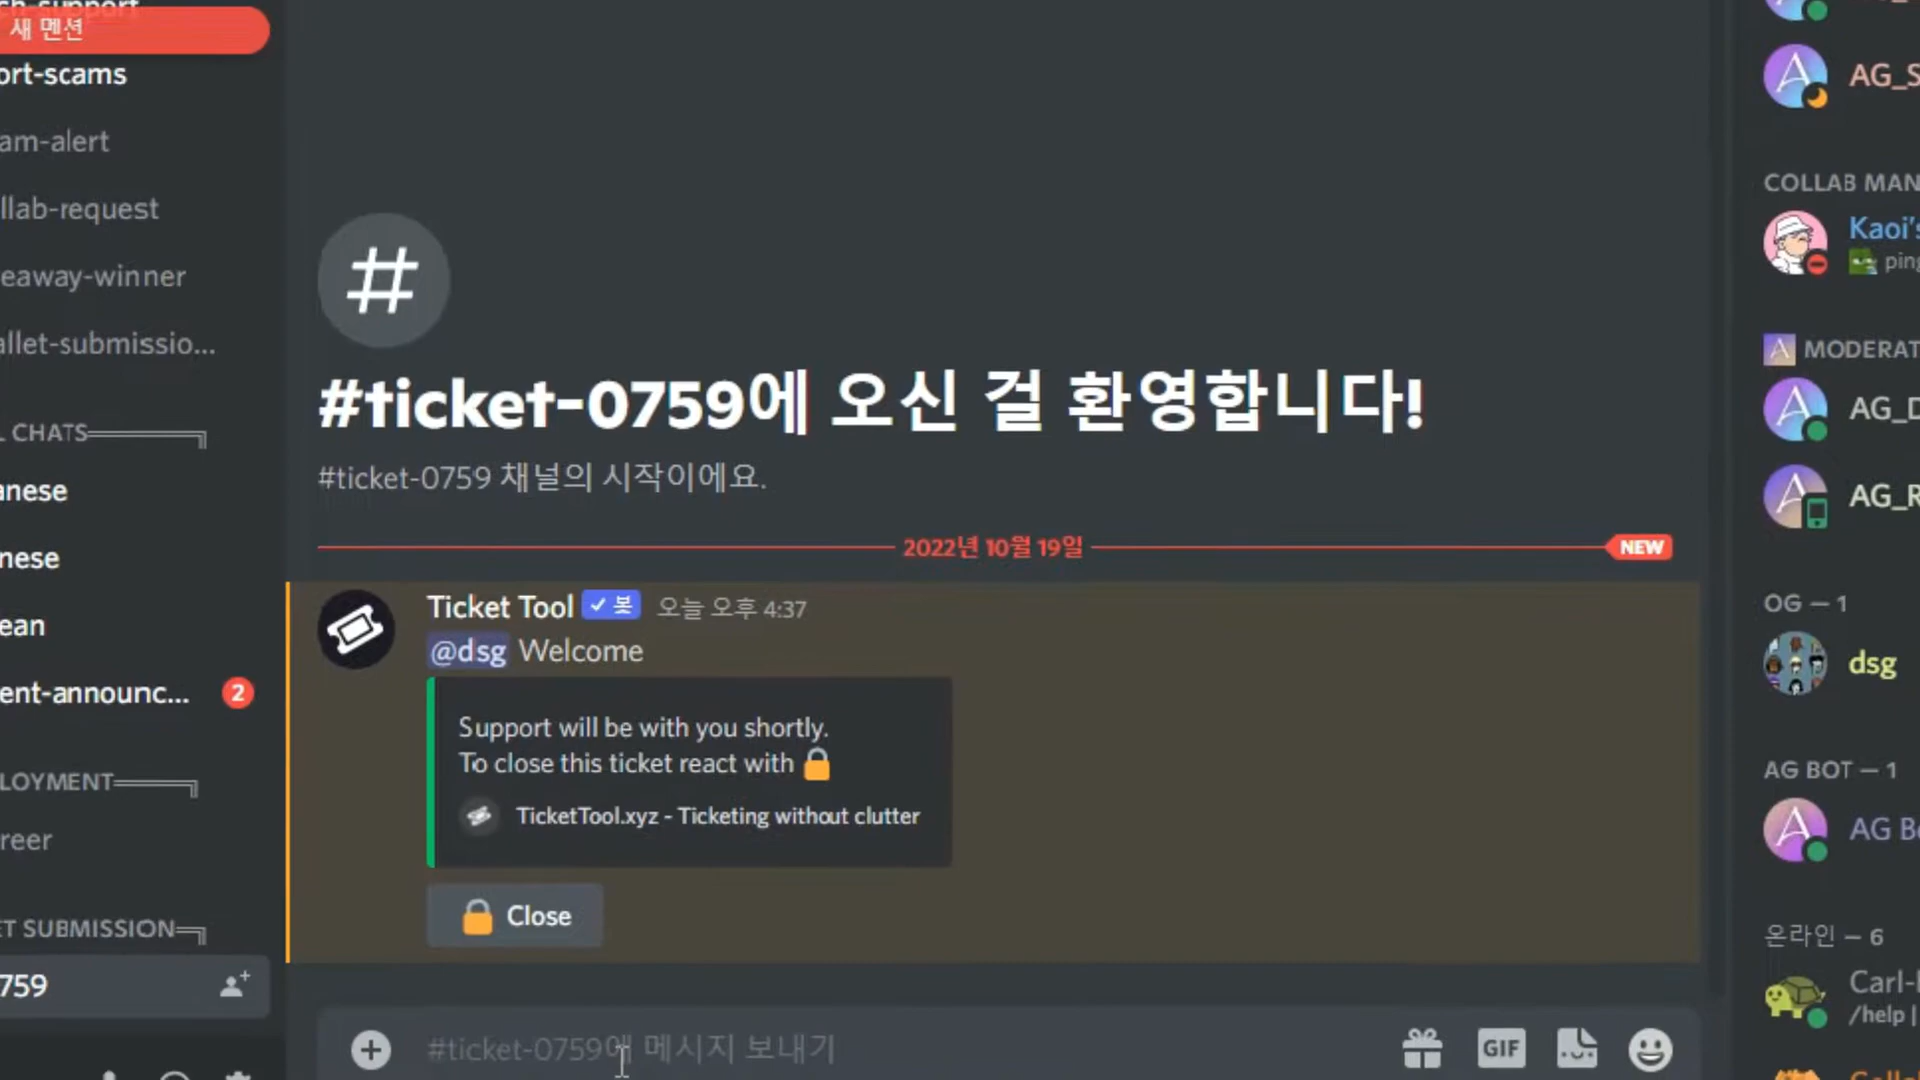 새 멘션
ort-scams
am-alert
llab-request
eaway-winner
allet-submissio...
L CHATS
anese
nese
ean
ent-announc...
2
LOYMENT
reer
T SUBMISSION
759
#
#ticket-0759에 오신 걸 환영합니다!
#ticket-0759 채널의 시작이에요.
2022년 10월 19일
NEW
Ticket Tool ✓ 봇 오늘 오후 4:37
@dsg Welcome
Support will be with you shortly.
To close this ticket react with 🔒
TicketTool.xyz - Ticketing without clutter
🔒 Close
#ticket-0759에 메시지 보내기
GIF
AG_S
COLLAB MAN
Kaoi's
ping
MODERAT
AG_D
AG_R
OG — 1
dsg
AG BOT — 1
AG B
온라인 — 6
Carl-
/help |